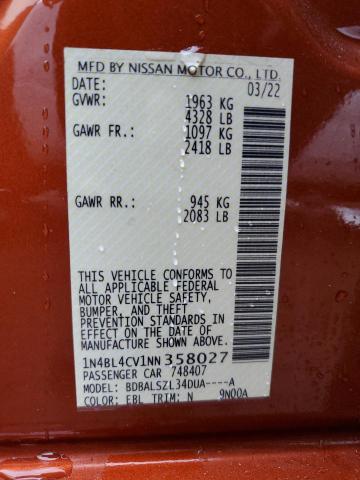 MFD BY NISSAN MOTOR CO., LTD.
DATE: 03/22
GVWR: 1963 KG
4328 LB
GAWR FR: 1097 KG
2418 LB
GAWR RR: 945 KG
2083 LB
THIS VEHICLE CONFORMS TO
ALL APPLICABLE FEDERAL
MOTOR VEHICLE SAFETY,
BUMPER, AND THEFT
PREVENTION STANDARDS IN
EFFECT ON THE DATE OF
MANUFACTURE SHOWN ABOVE.
1N4BL4CV1NN358027
PASSENGER CAR 748407
MODEL: BDBALSZL34DUA----A
COLOR: EBL TRIM: N 9N00A